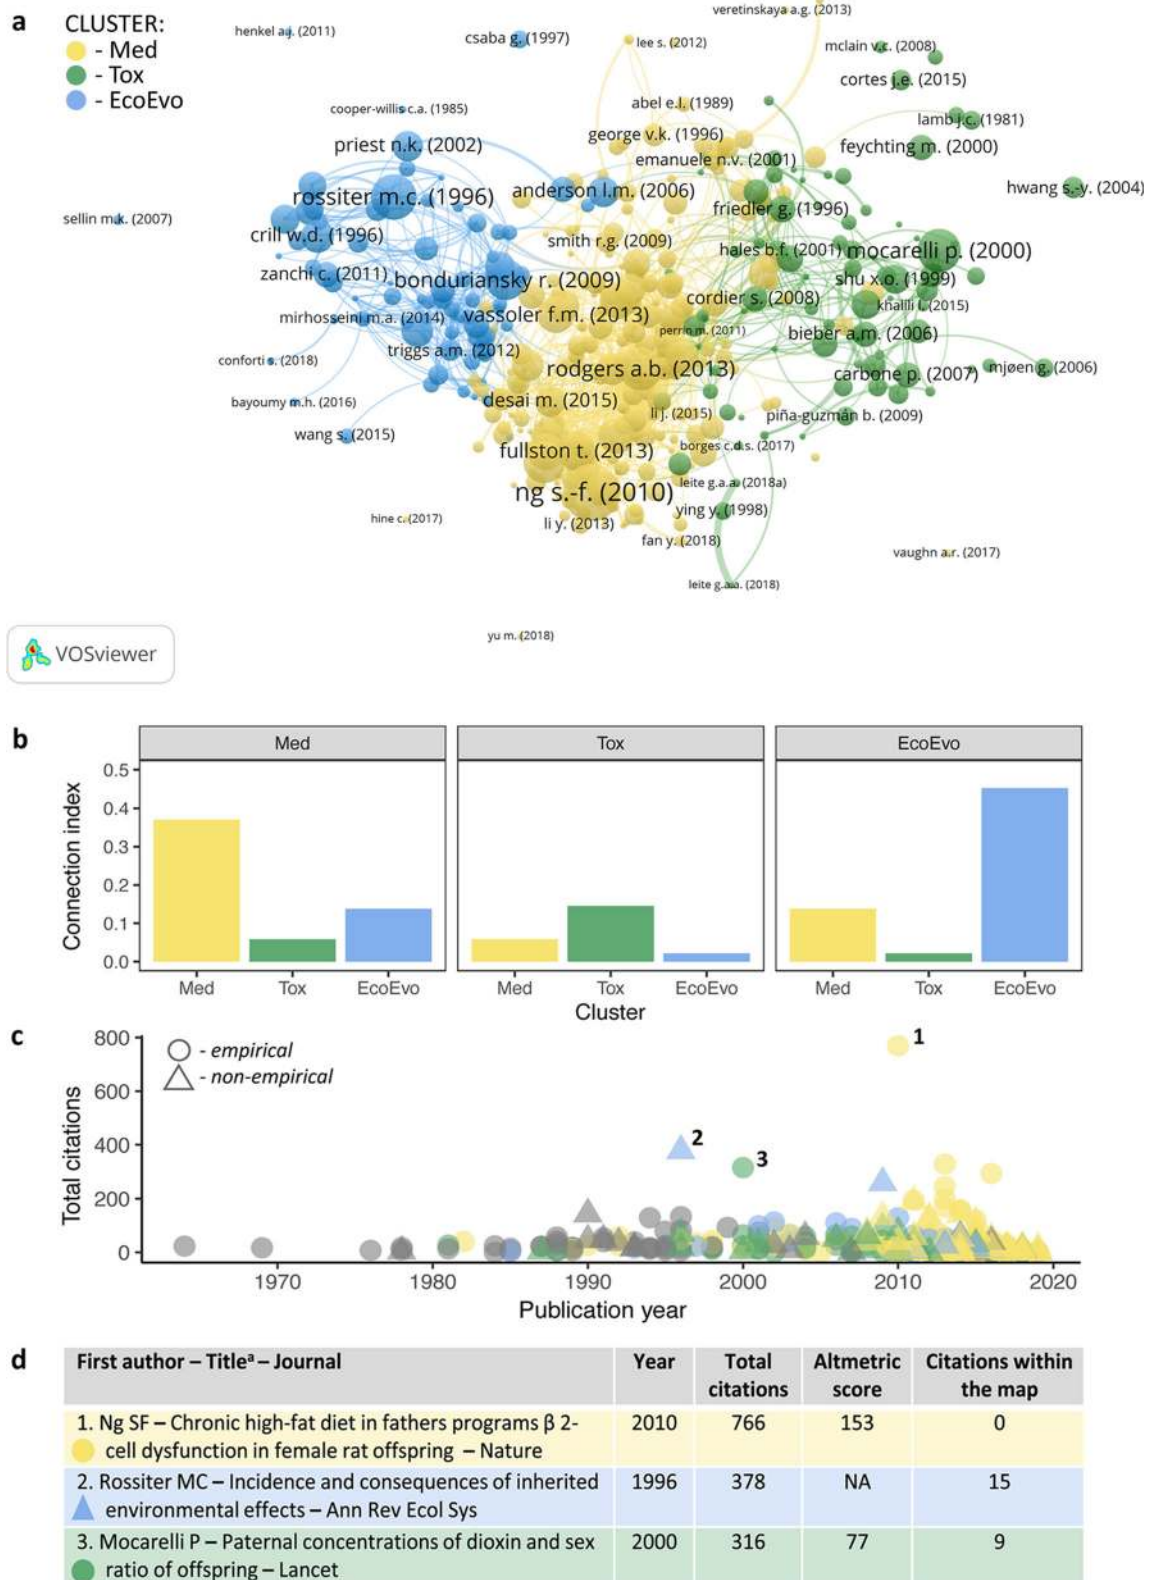 a
CLUSTER:
- Med
- Tox
- EcoEvo
veretinskaya a.g. (2013)
henkel a.j. (2011)
csaba g. (1997)
lee s. (2012)
mclain v.c. (2008)
cortes j.e. (2015)
cooper-willis c.a. (1985)
abel e.l. (1989)
lamb j.c. (1981)
priest n.k. (2002)
george v.k. (1996)
feychting m. (2000)
emanuele n.v. (2001)
rossiter m.c. (1996)
anderson l.m. (2006)
hwang s.-y. (2004)
friedler g. (1996)
sellin m.k. (2007)
crill w.d. (1996)
smith r.g. (2009)
hales b.f. (2001)
mocarelli p. (2000)
zanchi c. (2011)
bonduriansky r. (2009)
shu x.o. (1999)
cordier s. (2008)
khalili l. (2015)
mirhosseini m.a. (2014)
vassoler f.m. (2013)
perrin m. (2011)
bieber a.m. (2006)
triggs a.m. (2012)
conforti s. (2018)
rodgers a.b. (2013)
carbone p. (2007)
mjøen g. (2006)
bayoumy m.h. (2016)
desai m. (2015)
li j. (2015)
piña-guzmán b. (2009)
wang s. (2015)
fullston t. (2013)
borges c.d.s. (2017)
leite g.a.a. (2018a)
ng s.-f. (2010)
ying y. (1998)
hine c. (2017)
li y. (2013)
fan y. (2018)
vaughn a.r. (2017)
leite g.a.a. (2018)
yu m. (2018)
VOSviewer
b
Med Tox EcoEvo
Connection index
0.5
0.4
0.3
0.2
0.1
0.0
Med Tox EcoEvo Med Tox EcoEvo Med Tox EcoEvo
Cluster
c
- empirical
- non-empirical
Total citations
800
600
400
200
0
1
2
3
1970 1980 1990 2000 2010 2020
Publication year
d
First author – Titleᵃ – Journal Year Total citations Altmetric score Citations within the map
1. Ng SF – Chronic high-fat diet in fathers programs β 2- 2010 766 153 0
cell dysfunction in female rat offspring – Nature
2. Rossiter MC – Incidence and consequences of inherited 1996 378 NA 15
environmental effects – Ann Rev Ecol Sys
3. Mocarelli P – Paternal concentrations of dioxin and sex 2000 316 77 9
ratio of offspring – Lancet